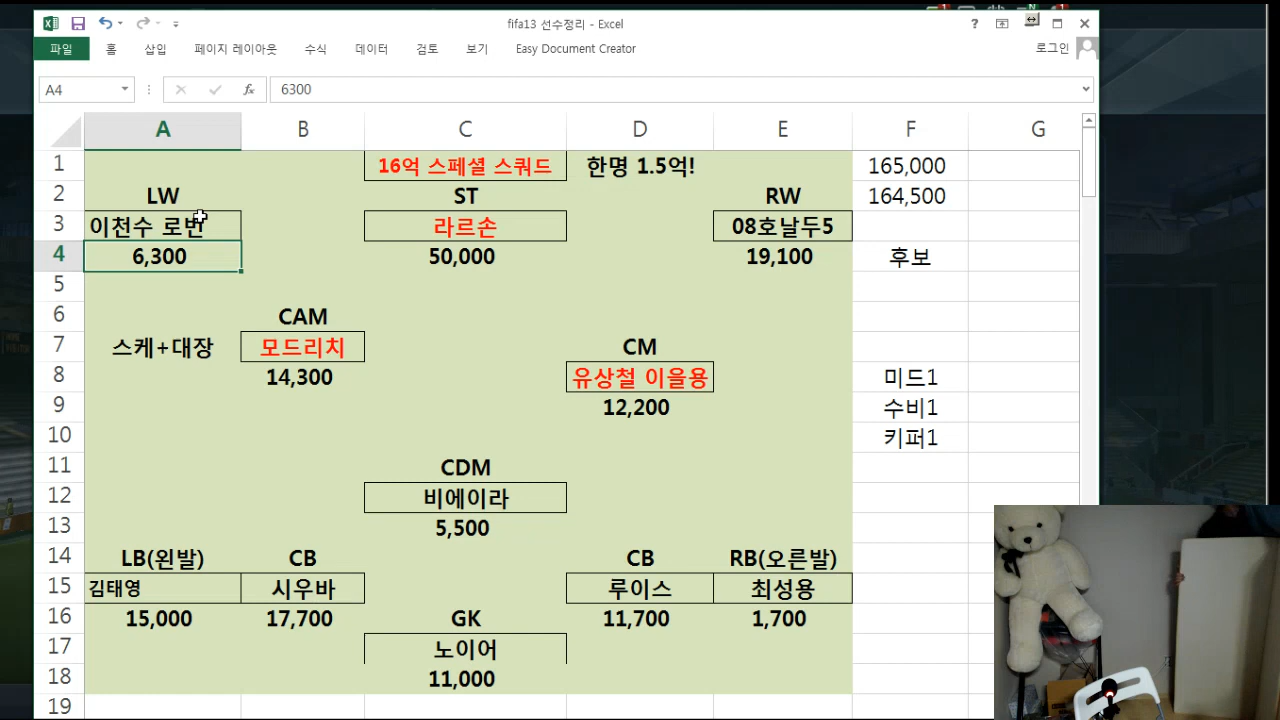 fifa13 선수정리 - Excel
파일 홈 삽입 페이지 레이아웃 수식 데이터 검토 보기 Easy Document Creator 로그인
A4 fx 6300
A B C D E F G
1 16억 스페셜 스쿼드 한명 1.5억! 165,000
2 LW ST RW 164,500
3 이천수 로번 라르손 08호날두5
4 6,300 50,000 19,100 후보
5
6 CAM
7 스케+대장 모드리치 CM
8 14,300 유상철 이을용 미드1
9 12,200 수비1
10 키퍼1
11 CDM
12 비에이라
13 5,500
14 LB(왼발) CB CB RB(오른발)
15 김태영 시우바 루이스 최성용
16 15,000 17,700 GK 11,700 1,700
17 노이어
18 11,000
19